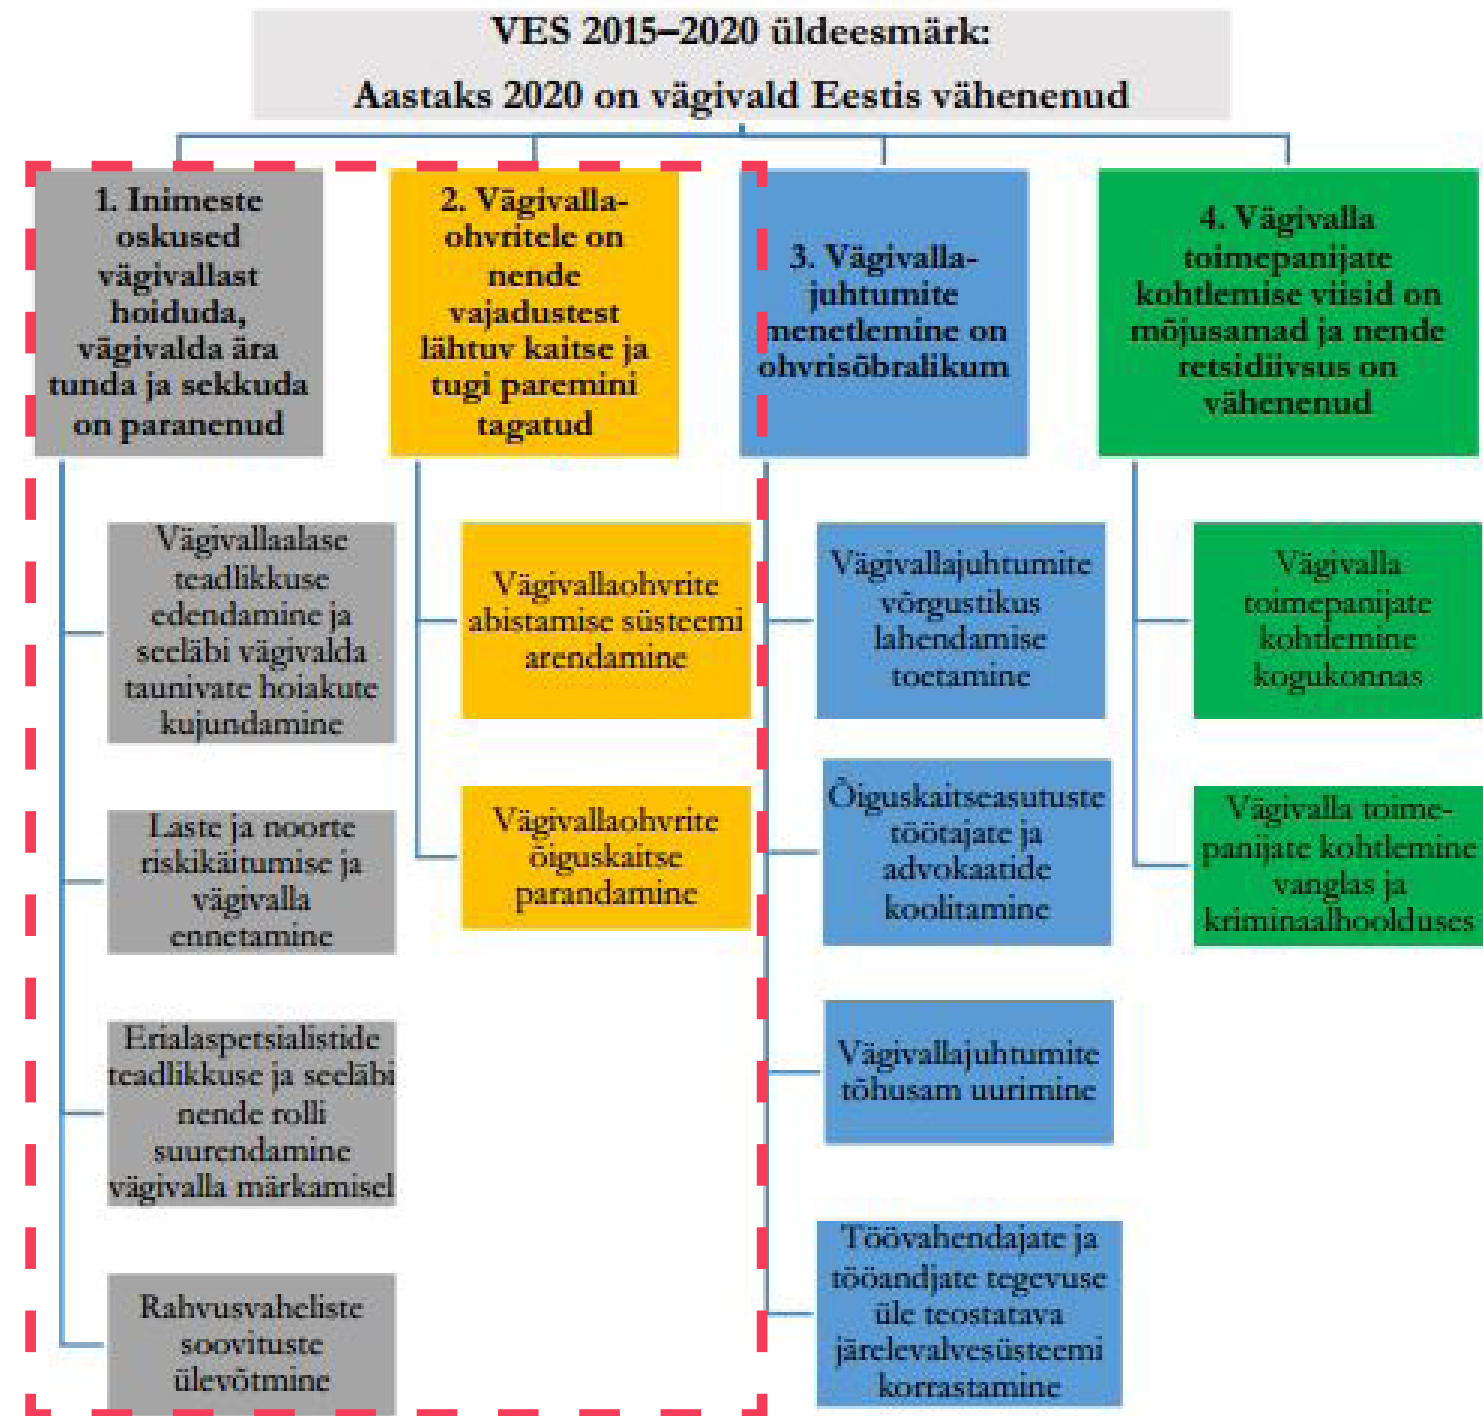 VES 2015–2020 üldeesmärk:
Aastaks 2020 on vägivald Eestis vähenenud
1. Inimeste
oskused
vägivallast
hoiduda,
vägivalda ära
tunda ja sekkuda
on paranenud
Vägivallaalase
teadlikkuse
edendamine ja
seeläbi vägivalda
taunivate hoiakute
kujundamine
Laste ja noorte
riskikäitumise ja
vägivalla
ennetamine
Erialaspetsialistide
teadlikkuse ja seeläbi
nende rolli
suurendamine
vägivalla märkamisel
Rahvusvaheliste
soovituste
ülevõtmine
2. Vägivalla-
ohvritele on
nende
vajadustest
lähtuv kaitse ja
tugi paremini
tagatud
Vägivallaohvrite
abistamise süsteemi
arendamine
Vägivallaohvrite
õiguskaitse
parandamine
3. Vägivalla-
juhtumite
menetlemine on
ohvrisõbralikum
Vägivallajuhtumite
võrgustikus
lahendamise
toetamine
Õiguskaitseasutuste
töötajate ja
advokaatide
koolitamine
Vägivallajuhtumite
tõhusam uurimine
Töövahendajate ja
tööandjate tegevuse
üle teostatava
järelevalvesüsteemi
korrastamine
4. Vägivalla
toimepanijate
kohtlemise viisid on
mõjusamad ja nende
retsidiivsus on
vähenenud
Vägivalla
toimepanijate
kohtlemine
kogukonnas
Vägivalla toime-
panijate kohtlemine
vanglas ja
kriminaalhoolduses